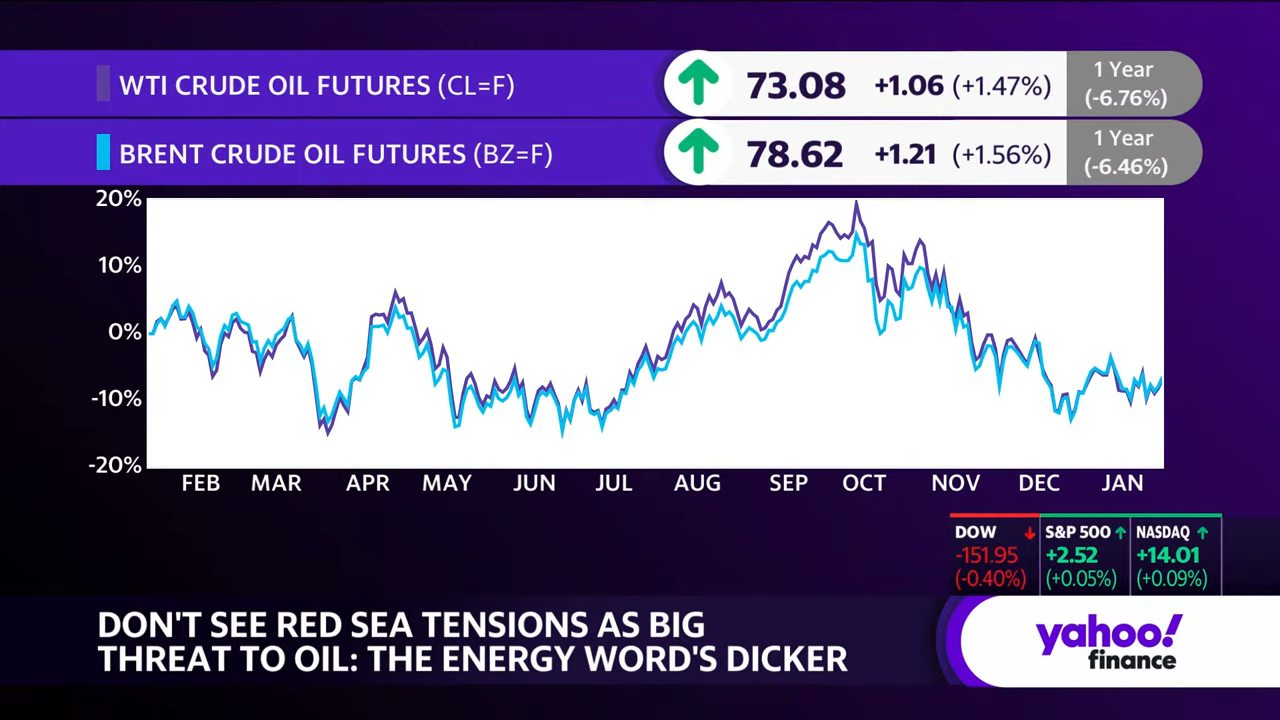 WTI CRUDE OIL FUTURES (CL=F) 73.08 +1.06 (+1.47%) 1 Year (-6.76%)
BRENT CRUDE OIL FUTURES (BZ=F) 78.62 +1.21 (+1.56%) 1 Year (-6.46%)
20%
10%
0%
-10%
-20%
FEB MAR APR MAY JUN JUL AUG SEP OCT NOV DEC JAN
DOW S&P 500 NASDAQ
-151.95 +2.52 +14.01
(-0.40%) (+0.05%) (+0.09%)
DON'T SEE RED SEA TENSIONS AS BIG
THREAT TO OIL: THE ENERGY WORD'S DICKER
yahoo!
finance